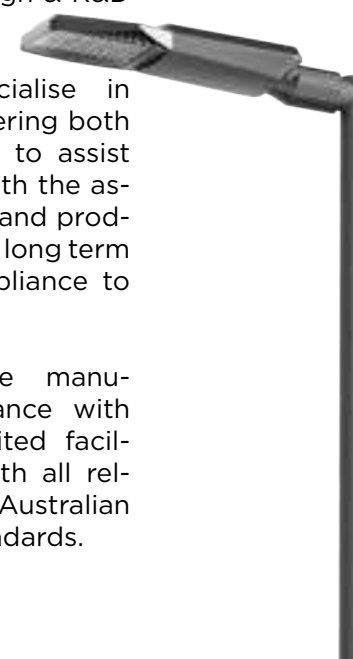 cialise in
ering both
to assist
th the as-
and prod-
long term
pliance to
e manu-
ance with
ited facil-
th all rel-
Australian
ndards.